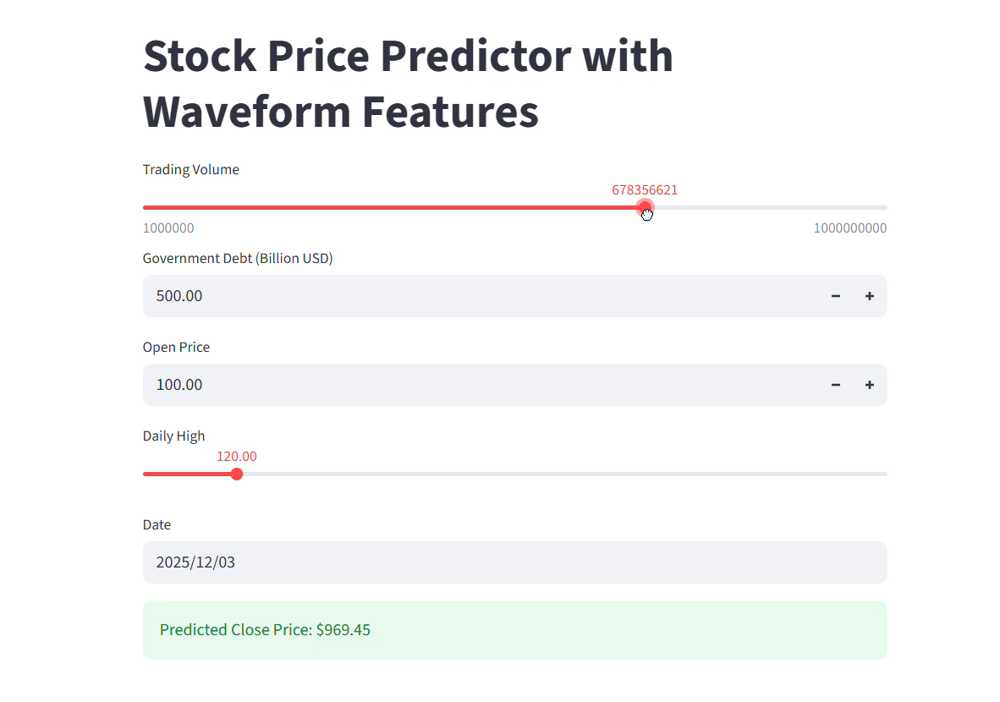 Stock Price Predictor with
Waveform Features
Trading Volume
678356621
1000000 1000000000
Government Debt (Billion USD)
500.00 − +
Open Price
100.00 − +
Daily High
120.00
Date
2025/12/03
Predicted Close Price: $969.45